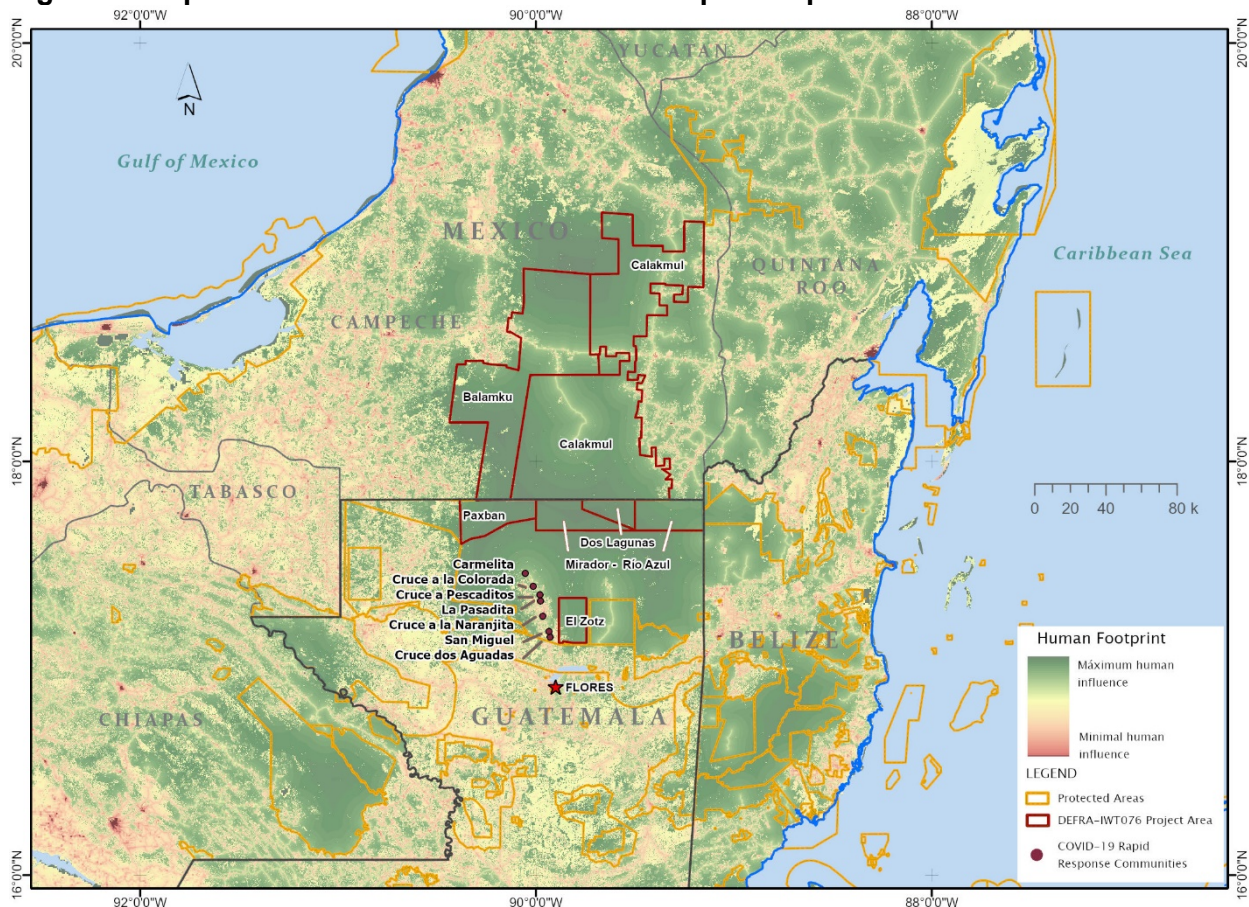 92°0'0"W
90°0'0"W
88°0'0"W
20°0'0"N
20°0'0"N
YUCATAN
N
Gulf of Mexico
MEXICO
Calakmul
QUINTANA
ROO
Caribbean Sea
CAMPECHE
Balamku
Calakmul
18°0'0"N
18°0'0"N
TABASCO
0 20 40 80 k
Paxban
Dos Lagunas
Mirador - Río Azul
Carmelita
Cruce a la Colorada
Cruce a Pescaditos
La Pasadita
Cruce a la Naranjita
San Miguel
Cruce dos Aguadas
El Zotz
BELIZE
FLORES
GUATEMALA
CHIAPAS
Human Footprint
Máximum human
influence
Minimal human
influence
LEGEND
Protected Areas
DEFRA-IWT076 Project Area
COVID-19 Rapid
Response Communities
16°0'0"N
16°0'0"N
92°0'0"W
90°0'0"W
88°0'0"W